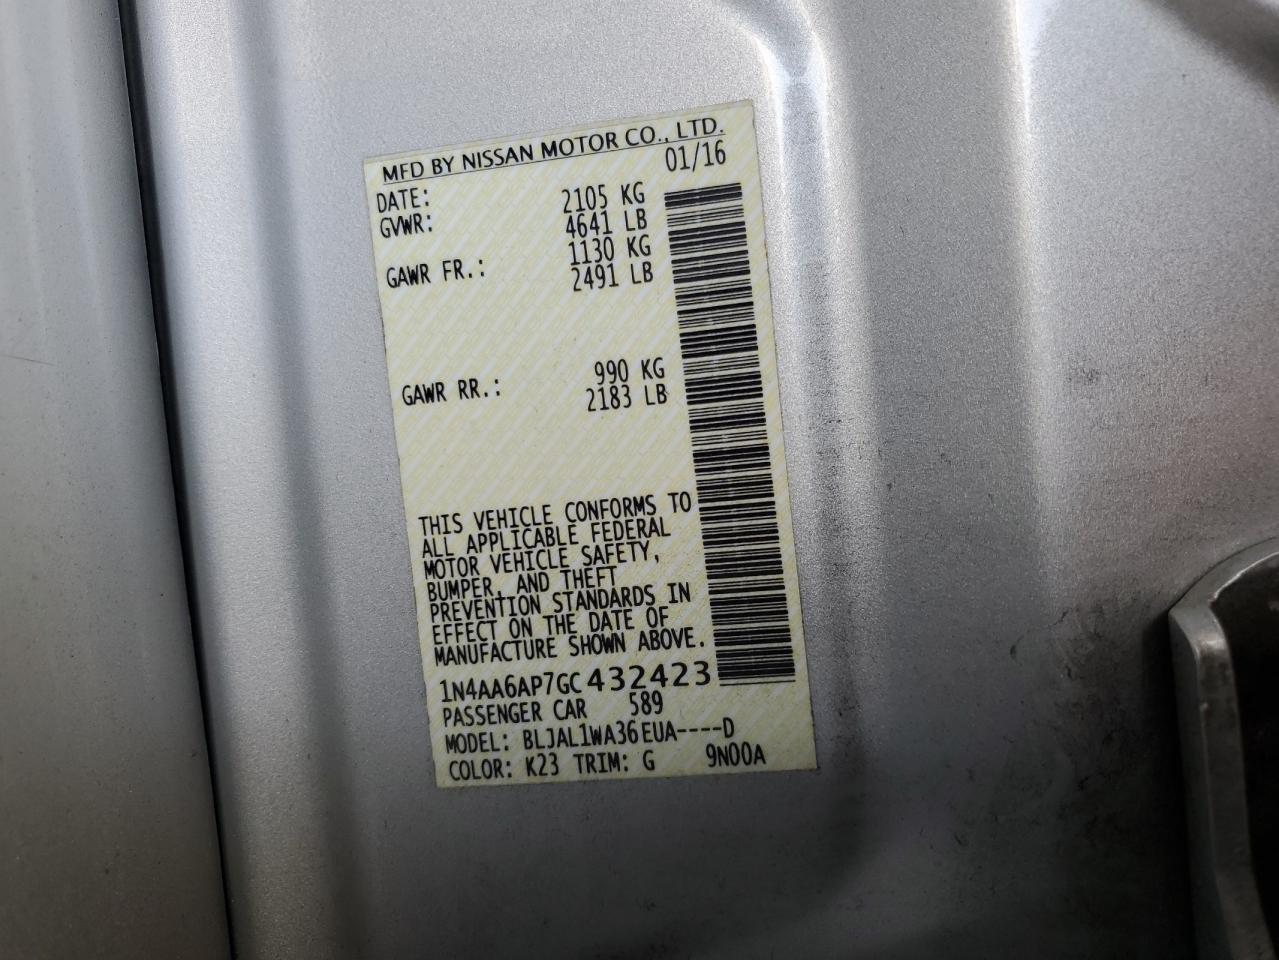 MFD BY NISSAN MOTOR CO., LTD.
DATE: 01/16
GVWR: 2105 KG
4641 LB
GAWR FR.: 1130 KG
2491 LB
GAWR RR.: 990 KG
2183 LB
THIS VEHICLE CONFORMS TO
ALL APPLICABLE FEDERAL
MOTOR VEHICLE SAFETY,
BUMPER, AND THEFT
PREVENTION STANDARDS IN
EFFECT ON THE DATE OF
MANUFACTURE SHOWN ABOVE.
1N4AA6AP7GC432423
PASSENGER CAR 589
MODEL: BLJAL1WA36EUA----D
COLOR: K23 TRIM: G 9N00A